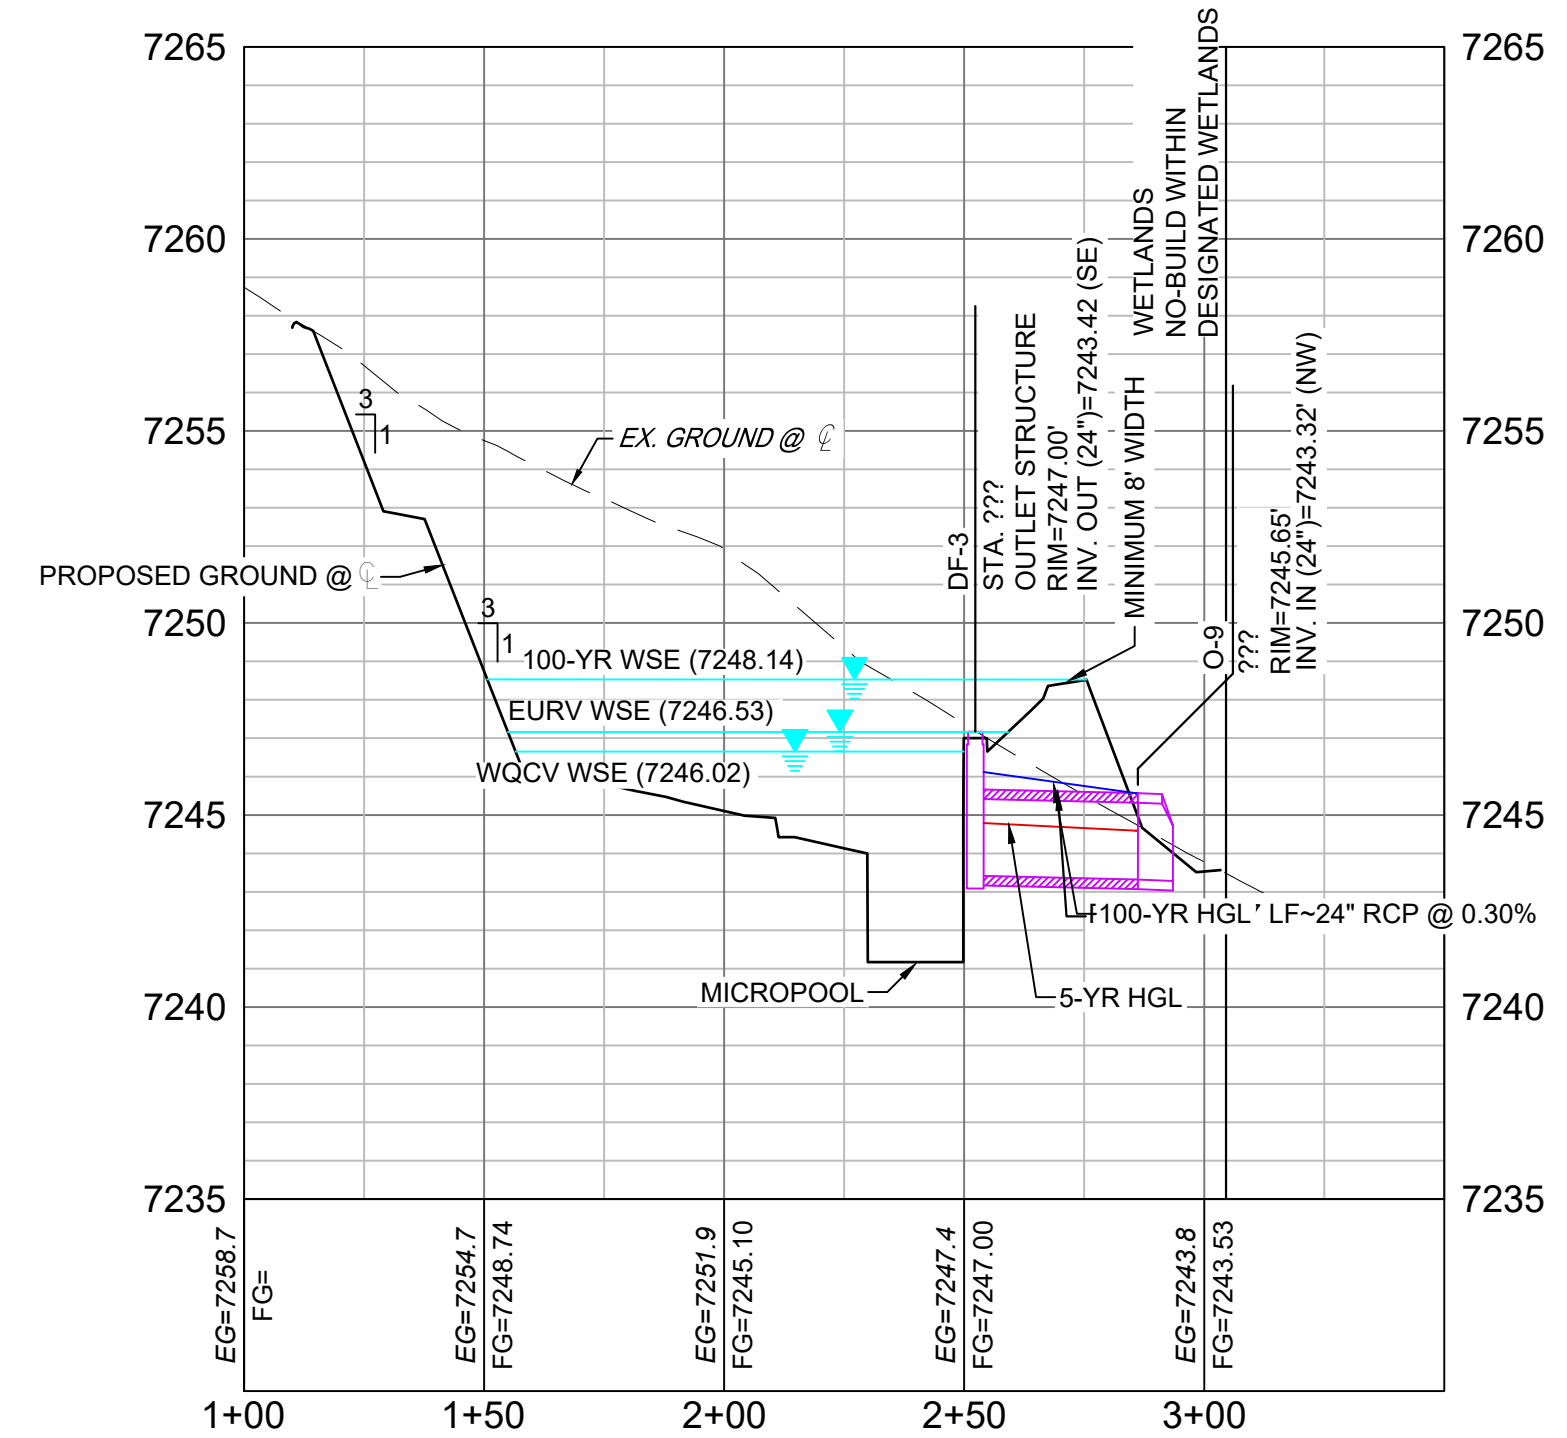 7265
7265
7260
7260
7255
7255
7250
7250
7245
7245
7240
7240
7235
7235
WETLANDS
NO-BUILD WITHIN
DESIGNATED WETLANDS
3
1
EX. GROUND @ ℄
PROPOSED GROUND @ ℄
3
1
DF-3
STA. ???
OUTLET STRUCTURE
RIM=7247.00'
INV. OUT (24")=7243.42 (SE)
MINIMUM 8' WIDTH
O-9
???
RIM=7245.65'
INV. IN (24")=7243.32' (NW)
100-YR WSE (7248.14)
EURV WSE (7246.53)
WQCV WSE (7246.02)
100-YR HGL
LF~24" RCP @ 0.30%
MICROPOOL
5-YR HGL
EG=7258.7
FG=
EG=7254.7
FG=7248.74
EG=7251.9
FG=7245.10
EG=7247.4
FG=7247.00
EG=7243.8
FG=7243.53
1+00
1+50
2+00
2+50
3+00